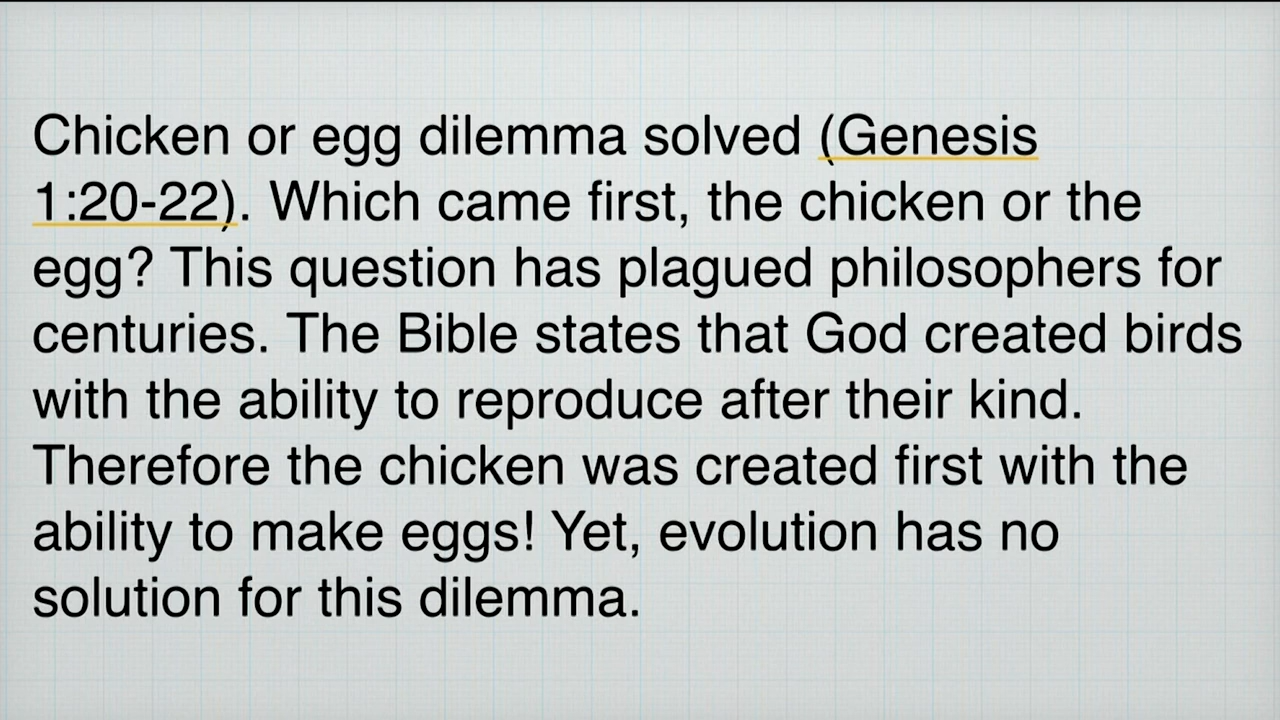 Chicken or egg dilemma solved (Genesis
1:20-22). Which came first, the chicken or the
egg? This question has plagued philosophers for
centuries. The Bible states that God created birds
with the ability to reproduce after their kind.
Therefore the chicken was created first with the
ability to make eggs! Yet, evolution has no
solution for this dilemma.